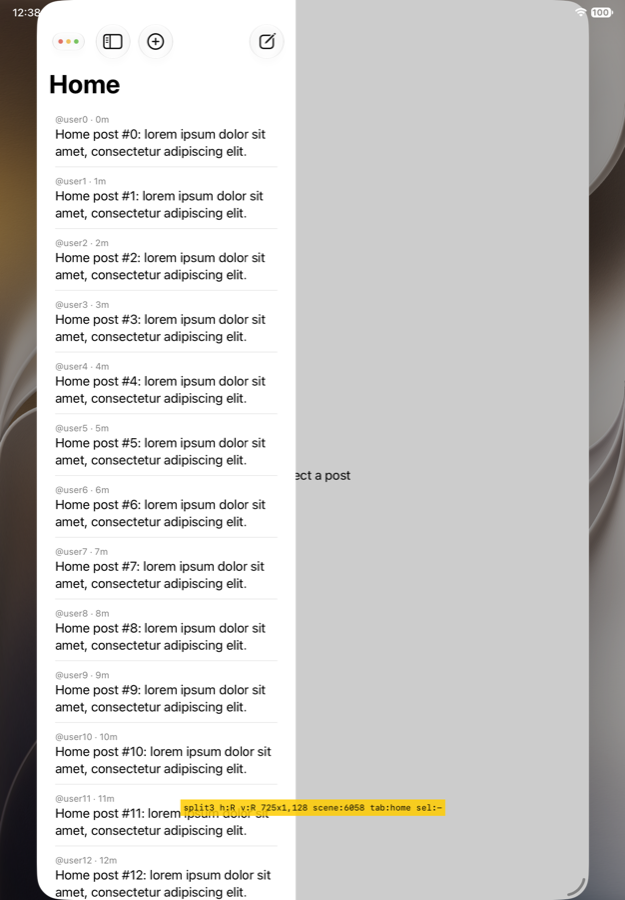 12:38
100
Home
@user0 · 0m
Home post #0: lorem ipsum dolor sit
amet, consectetur adipiscing elit.
@user1 · 1m
Home post #1: lorem ipsum dolor sit
amet, consectetur adipiscing elit.
@user2 · 2m
Home post #2: lorem ipsum dolor sit
amet, consectetur adipiscing elit.
@user3 · 3m
Home post #3: lorem ipsum dolor sit
amet, consectetur adipiscing elit.
@user4 · 4m
Home post #4: lorem ipsum dolor sit
amet, consectetur adipiscing elit.
@user5 · 5m
Home post #5: lorem ipsum dolor sit
amet, consectetur adipiscing elit.
ect a post
@user6 · 6m
Home post #6: lorem ipsum dolor sit
amet, consectetur adipiscing elit.
@user7 · 7m
Home post #7: lorem ipsum dolor sit
amet, consectetur adipiscing elit.
@user8 · 8m
Home post #8: lorem ipsum dolor sit
amet, consectetur adipiscing elit.
@user9 · 9m
Home post #9: lorem ipsum dolor sit
amet, consectetur adipiscing elit.
@user10 · 10m
Home post #10: lorem ipsum dolor sit
amet, consectetur adipiscing elit.
@user11 · 11m
split3 h:R v:R 725x1,128 scene:6058 tab:home sel:–
Home post #11: lorem ipsum dolor sit
amet, consectetur adipiscing elit.
@user12 · 12m
Home post #12: lorem ipsum dolor sit
amet, consectetur adipiscing elit.